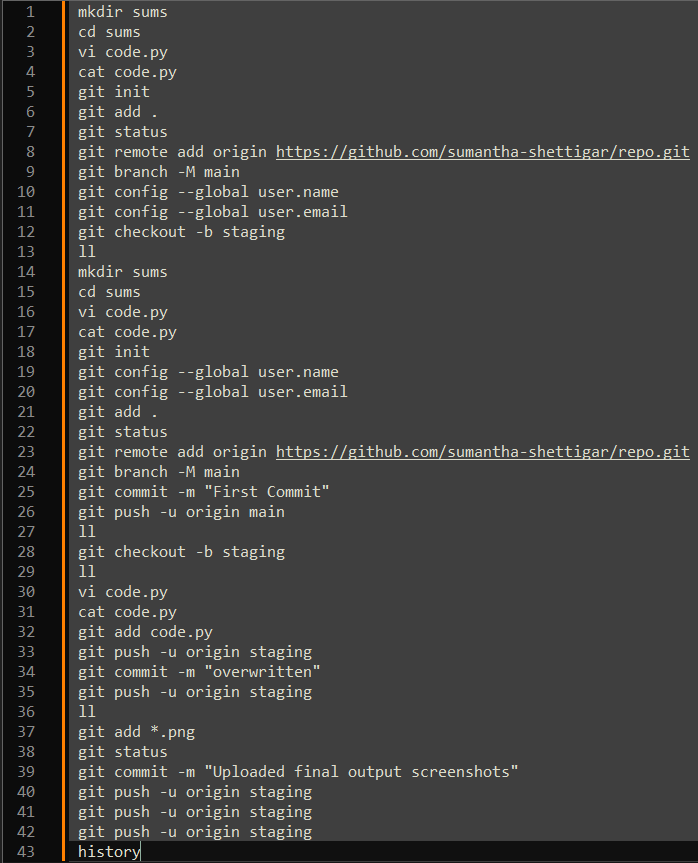 1 mkdir sums
2 cd sums
3 vi code.py
4 cat code.py
5 git init
6 git add .
7 git status
8 git remote add origin https://github.com/sumantha-shettigar/repo.git
9 git branch -M main
10 git config --global user.name
11 git config --global user.email
12 git checkout -b staging
13 ll
14 mkdir sums
15 cd sums
16 vi code.py
17 cat code.py
18 git init
19 git config --global user.name
20 git config --global user.email
21 git add .
22 git status
23 git remote add origin https://github.com/sumantha-shettigar/repo.git
24 git branch -M main
25 git commit -m "First Commit"
26 git push -u origin main
27 ll
28 git checkout -b staging
29 ll
30 vi code.py
31 cat code.py
32 git add code.py
33 git push -u origin staging
34 git commit -m "overwritten"
35 git push -u origin staging
36 ll
37 git add *.png
38 git status
39 git commit -m "Uploaded final output screenshots"
40 git push -u origin staging
41 git push -u origin staging
42 git push -u origin staging
43 history